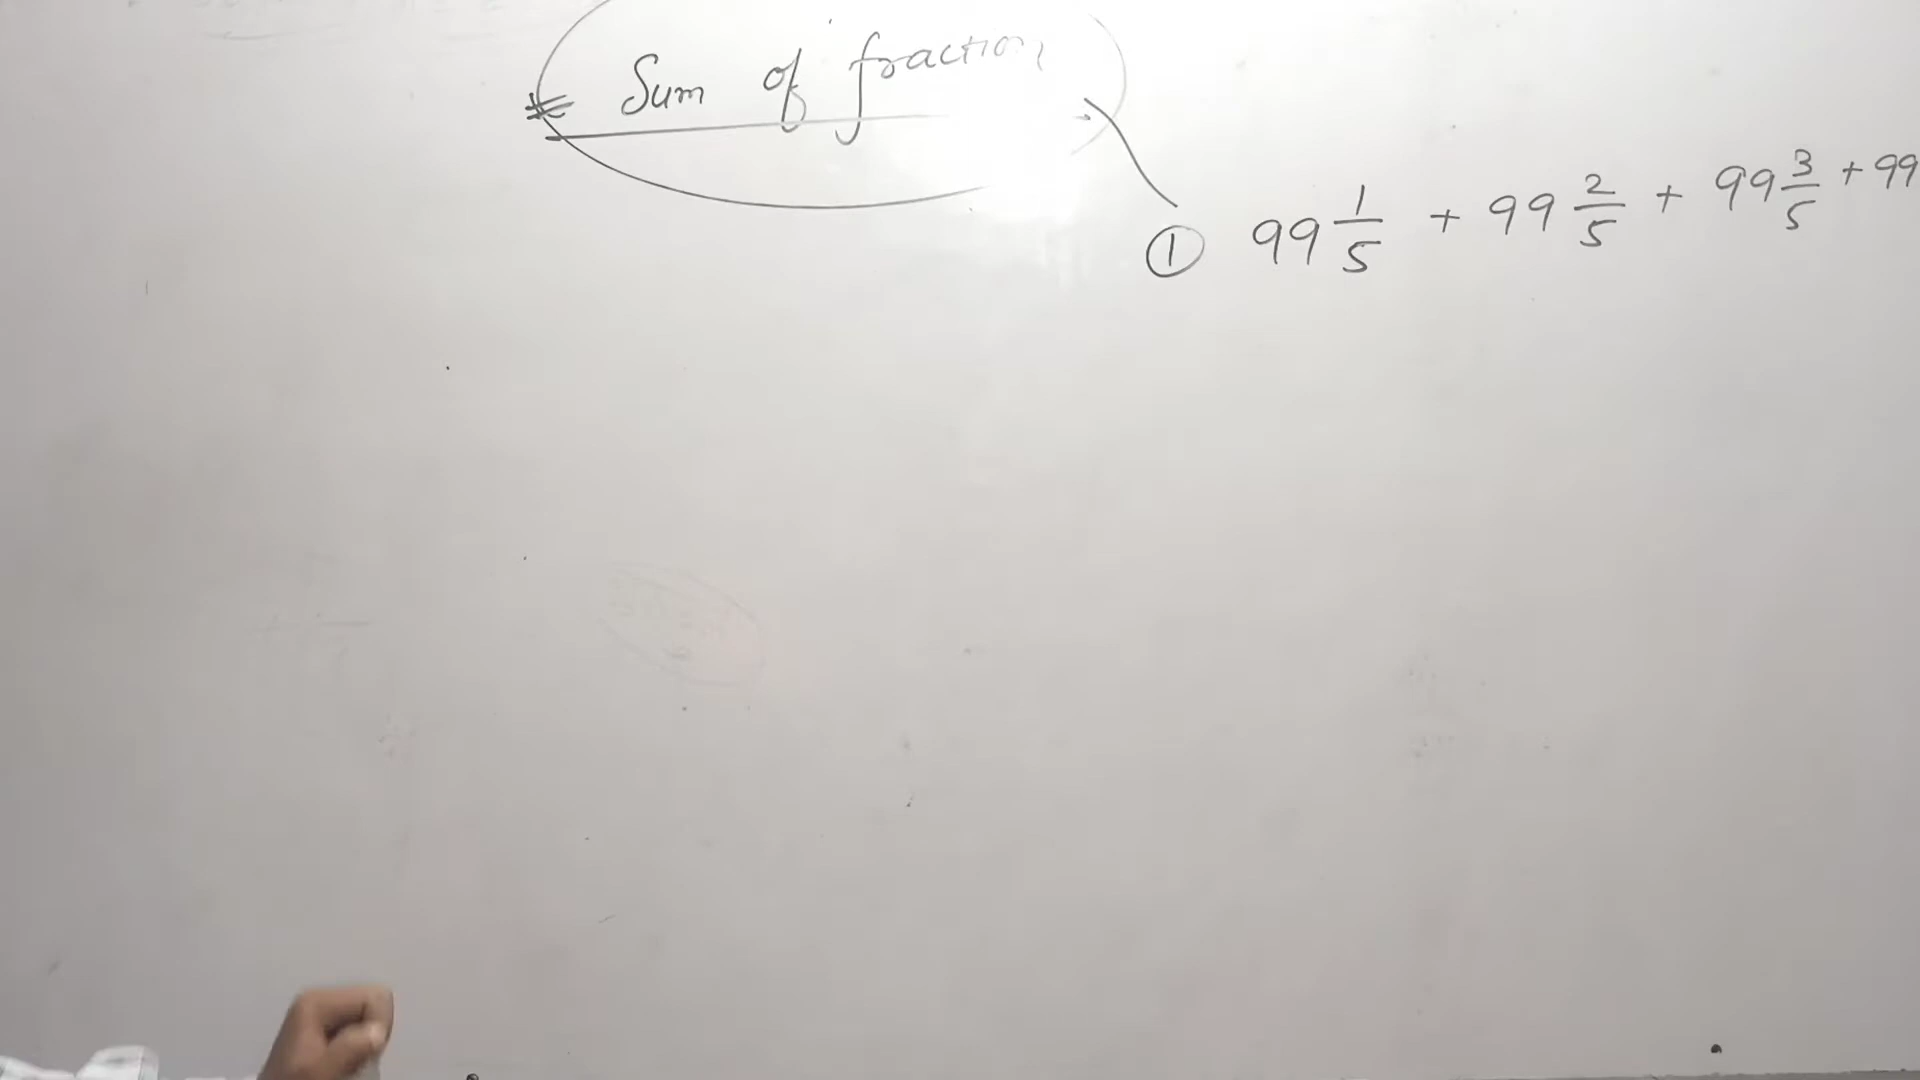 Sum of fraction
① 99 1/5 + 99 2/5 + 99 3/5 + 99